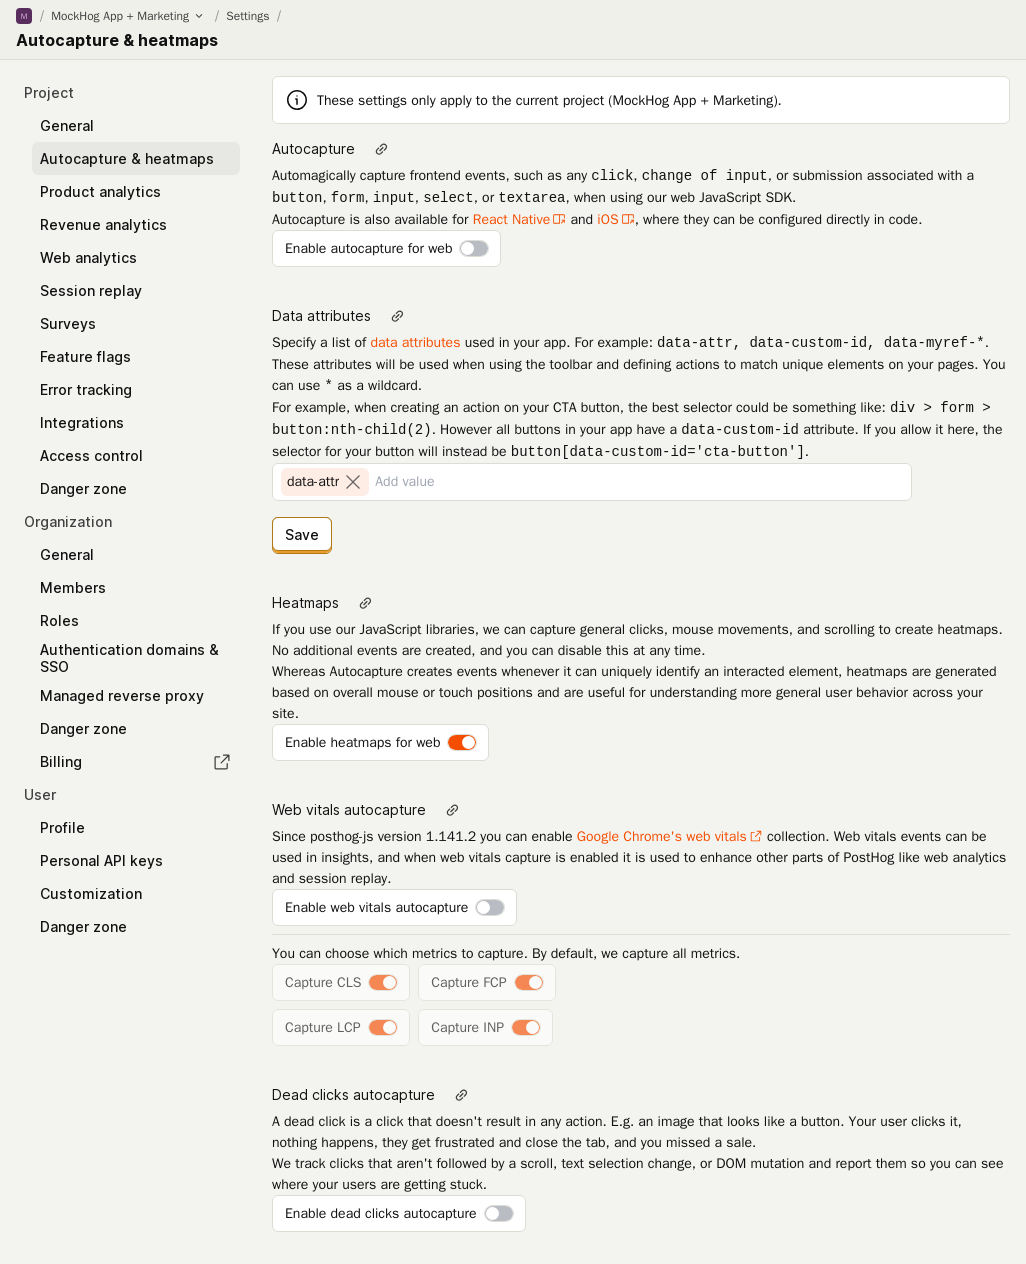 M / MockHog App + Marketing / Settings /
Autocapture & heatmaps
Project
General
Autocapture & heatmaps
Product analytics
Revenue analytics
Web analytics
Session replay
Surveys
Feature flags
Error tracking
Integrations
Access control
Danger zone
Organization
General
Members
Roles
Authentication domains &
SSO
Managed reverse proxy
Danger zone
Billing
User
Profile
Personal API keys
Customization
Danger zone
These settings only apply to the current project (MockHog App + Marketing).
Autocapture
Automagically capture frontend events, such as any click, change of input, or submission associated with a
button, form, input, select, or textarea, when using our web JavaScript SDK.
Autocapture is also available for React Native and iOS, where they can be configured directly in code.
Enable autocapture for web
Data attributes
Specify a list of data attributes used in your app. For example: data-attr, data-custom-id, data-myref-*.
These attributes will be used when using the toolbar and defining actions to match unique elements on your pages. You
can use * as a wildcard.
For example, when creating an action on your CTA button, the best selector could be something like: div > form >
button:nth-child(2). However all buttons in your app have a data-custom-id attribute. If you allow it here, the
selector for your button will instead be button[data-custom-id='cta-button'].
data-attr Add value
Save
Heatmaps
If you use our JavaScript libraries, we can capture general clicks, mouse movements, and scrolling to create heatmaps.
No additional events are created, and you can disable this at any time.
Whereas Autocapture creates events whenever it can uniquely identify an interacted element, heatmaps are generated
based on overall mouse or touch positions and are useful for understanding more general user behavior across your
site.
Enable heatmaps for web
Web vitals autocapture
Since posthog-js version 1.141.2 you can enable Google Chrome's web vitals collection. Web vitals events can be
used in insights, and when web vitals capture is enabled it is used to enhance other parts of PostHog like web analytics
and session replay.
Enable web vitals autocapture
You can choose which metrics to capture. By default, we capture all metrics.
Capture CLS Capture FCP
Capture LCP Capture INP
Dead clicks autocapture
A dead click is a click that doesn't result in any action. E.g. an image that looks like a button. Your user clicks it,
nothing happens, they get frustrated and close the tab, and you missed a sale.
We track clicks that aren't followed by a scroll, text selection change, or DOM mutation and report them so you can see
where your users are getting stuck.
Enable dead clicks autocapture